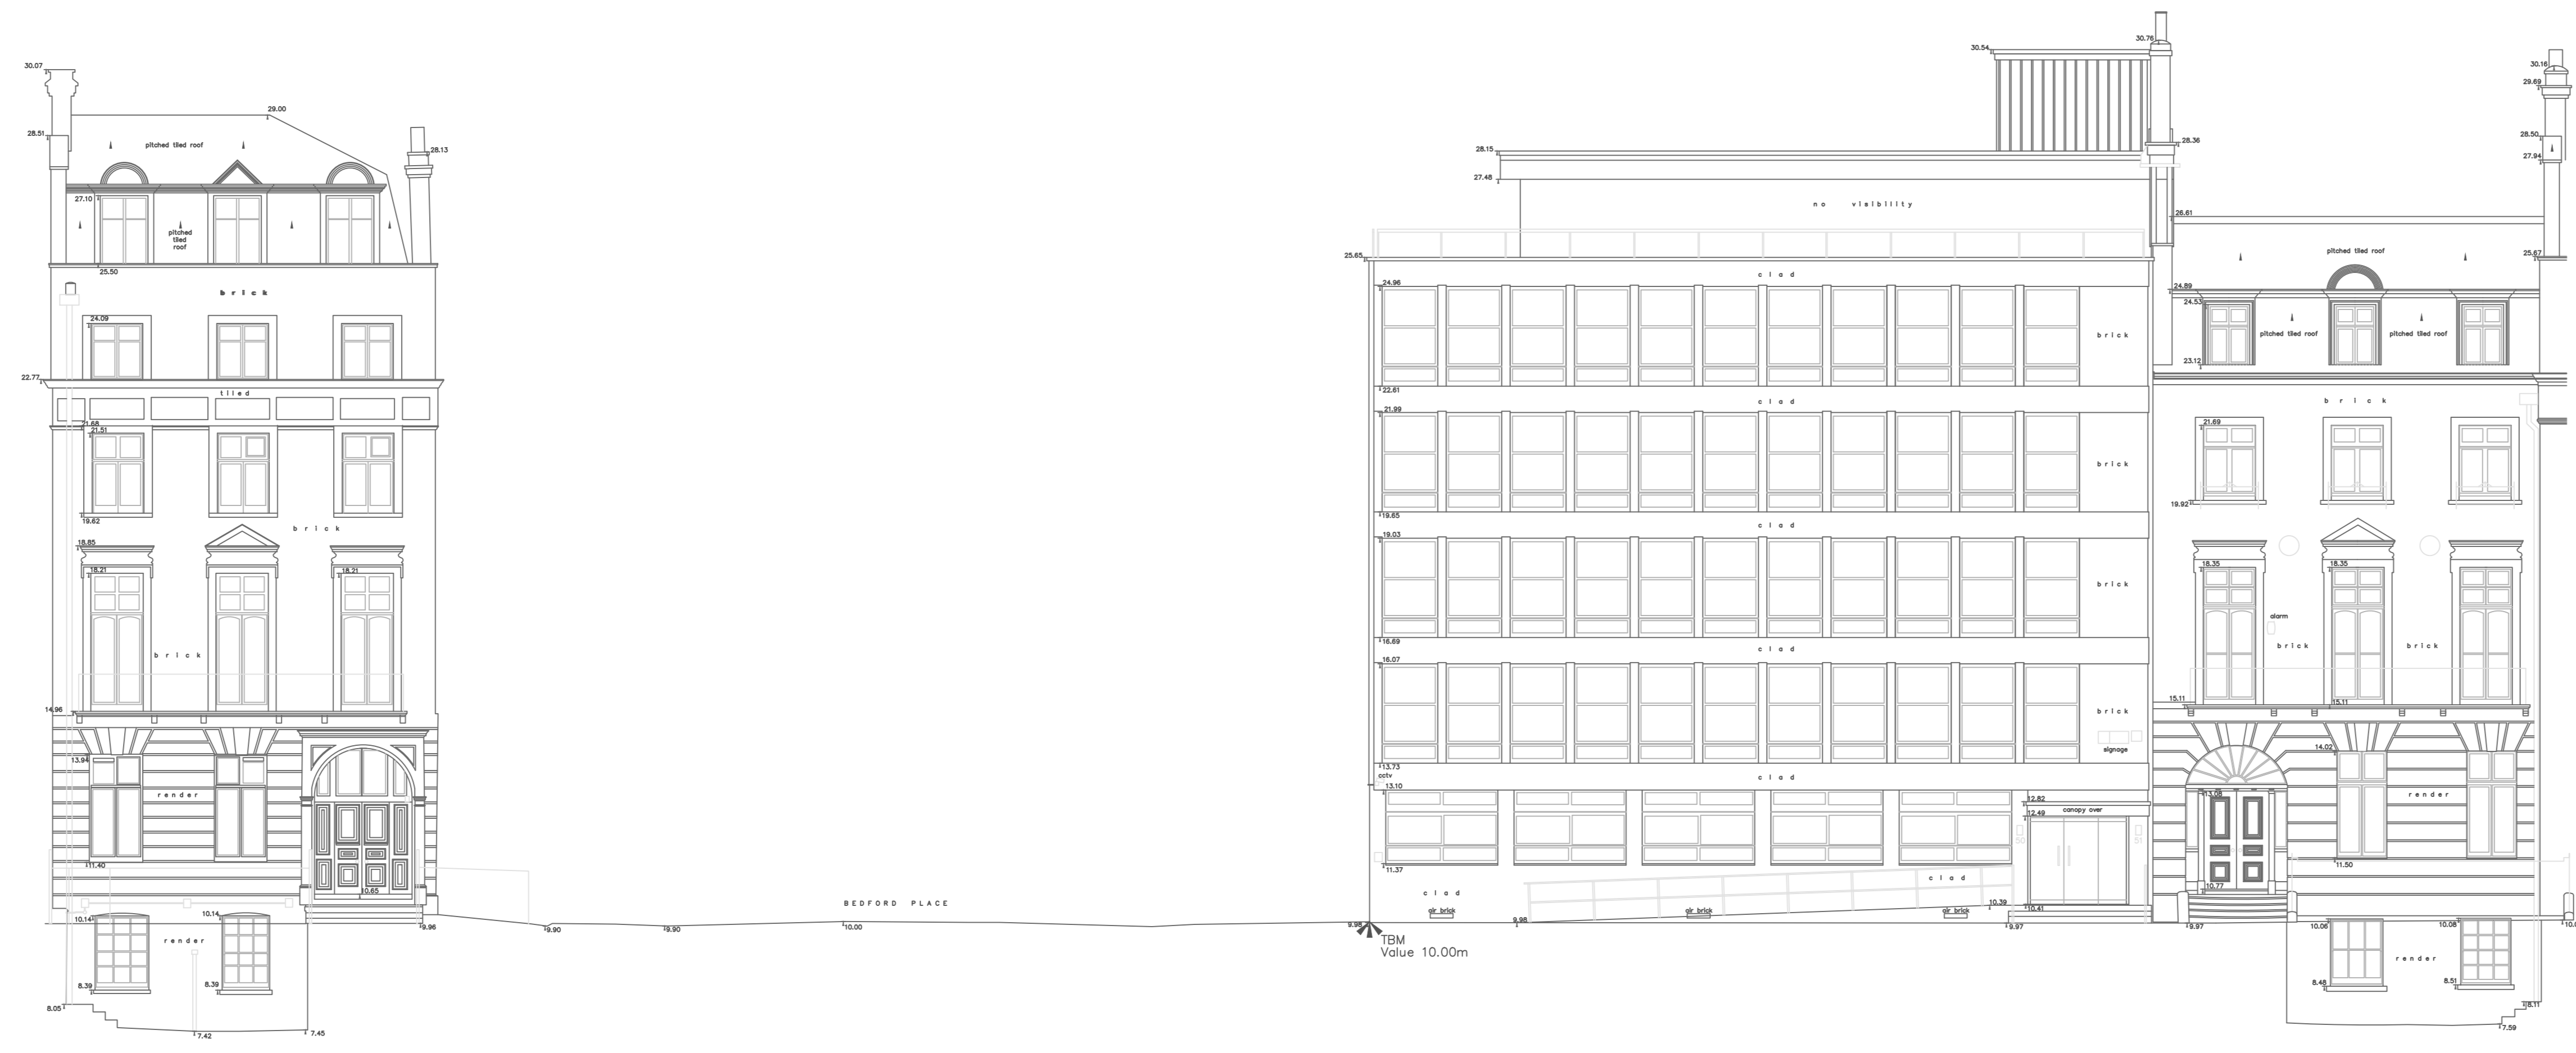 30.07
29.00
28.51
pitched tiled roof
28.13
27.10
pitched
tiled
roof
25.50
brick
24.09
22.77
tiled
21.68
21.51
19.62
brick
18.85
18.21
18.21
brick
14.96
13.94
render
11.40
10.65
10.14
10.14
9.96
render
8.39
8.39
8.05
7.42
7.45
9.90
9.90
BEDFORD PLACE
10.00
30.54
30.76
28.15
28.36
27.48
no visibility
25.65
clad
24.96
brick
22.61
clad
21.99
brick
19.65
clad
19.03
brick
16.69
clad
16.07
brick
signage
13.73
cctv
clad
13.10
12.82
canopy over
12.49
50
51
11.37
clad
clad
10.39
10.41
air brick
air brick
air brick
9.98
9.98
9.97
TBM
Value 10.00m
30.16
29.69
28.50
27.94
26.61
pitched tiled roof
25.67
24.89
24.53
pitched tiled roof
pitched tiled roof
23.12
brick
21.69
19.92
18.35
18.35
alarm
brick
brick
15.11
15.11
14.02
13.08
render
11.50
10.77
9.97
10.06
10.08
render
8.48
8.51
8.11
7.59